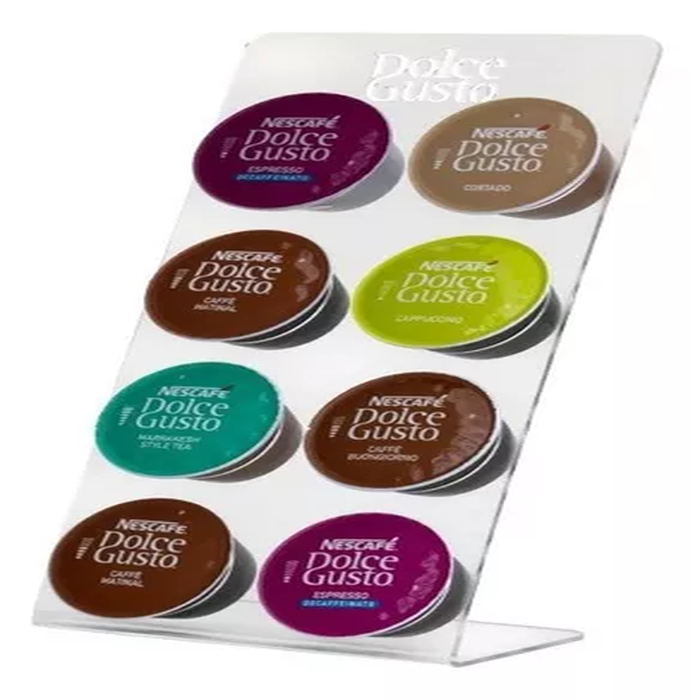 Dolce
Gusto
NESCAFÉ
Dolce
Gusto
ESPRESSO
DECAFFEINATO
NESCAFÉ
Dolce
Gusto
CORTADO
NESCAFÉ
Dolce
Gusto
CAFFÈ
MATINAL
NESCAFÉ
Dolce
Gusto
CAPPUCCINO
NESCAFÉ
Dolce
Gusto
MARRAKESH
STYLE TEA
NESCAFÉ
Dolce
Gusto
CAFFÈ
BUONGIORNO
NESCAFÉ
Dolce
Gusto
CAFFÈ
MATINAL
NESCAFÉ
Dolce
Gusto
ESPRESSO
DECAFFEINATO